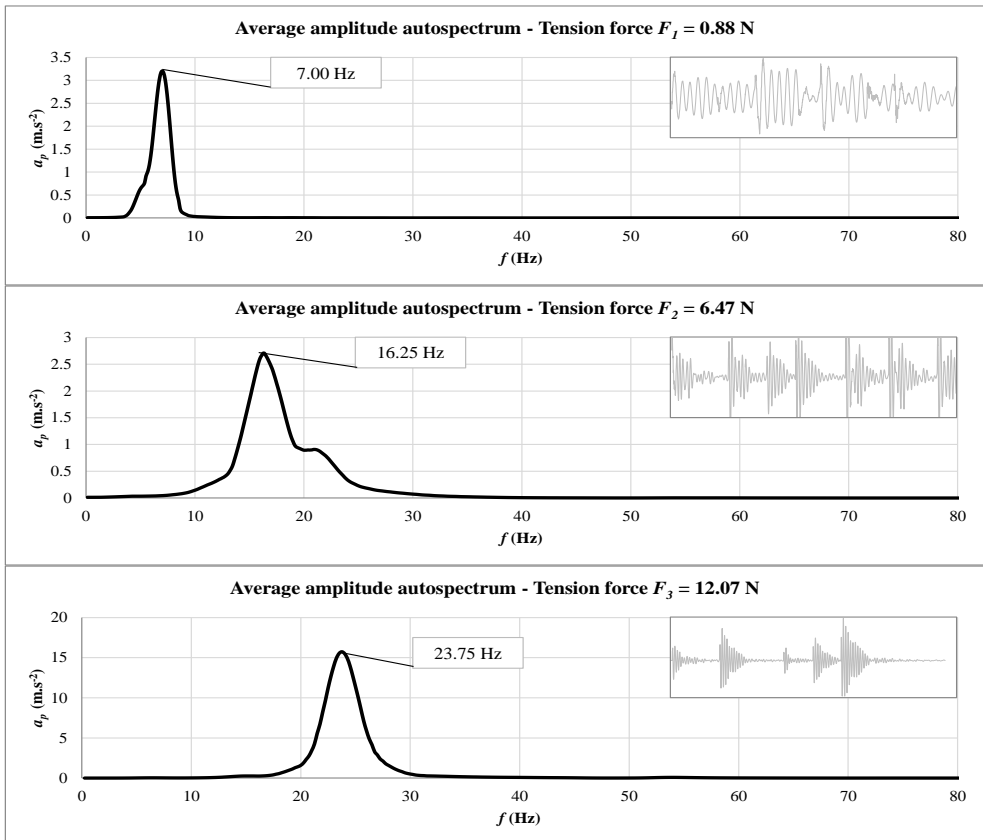 Average amplitude autospectrum - Tension force F1 = 0.88 N
7.00 Hz
3.5
3
2.5
2
1.5
1
0.5
0
ap (m.s-2)
0 10 20 30 40 50 60 70 80
f (Hz)
Average amplitude autospectrum - Tension force F2 = 6.47 N
16.25 Hz
3
2.5
2
1.5
1
0.5
0
ap (m.s-2)
0 10 20 30 40 50 60 70 80
f (Hz)
Average amplitude autospectrum - Tension force F3 = 12.07 N
23.75 Hz
20
15
10
5
0
ap (m.s-2)
0 10 20 30 40 50 60 70 80
f (Hz)